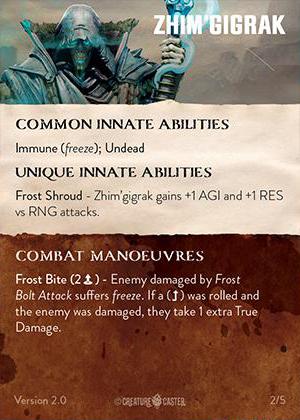 ZHIM'GIGRAK
COMMON INNATE ABILITIES
Immune (freeze); Undead
UNIQUE INNATE ABILITIES
Frost Shroud - Zhim'gigrak gains +1 AGI and +1 RES
vs RNG attacks.
COMBAT MANOEUVRES
Frost Bite (2) - Enemy damaged by Frost
Bolt Attack suffers freeze. If a () was rolled and
the enemy was damaged, they take 1 extra True
Damage.
Version 2.0
CREATURE CASTER
2/5